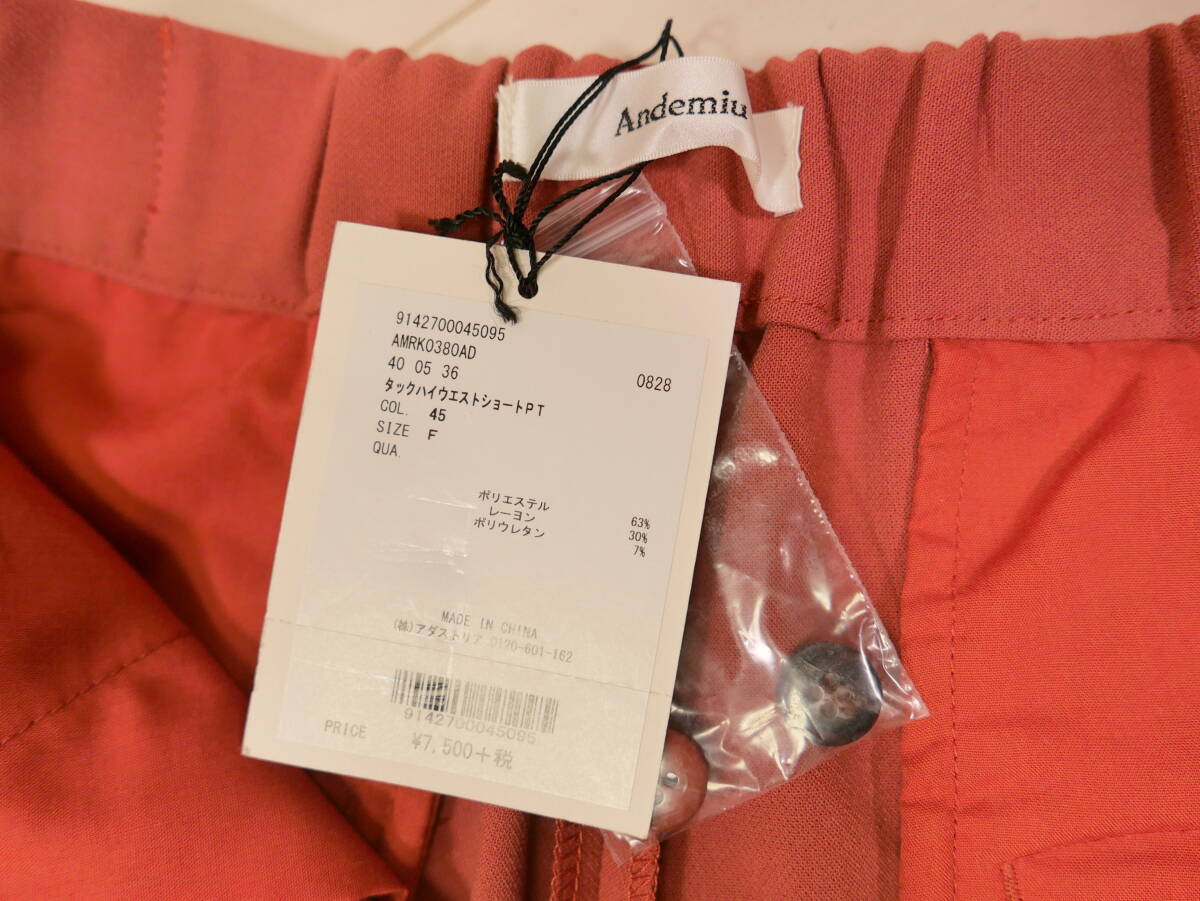 Andemiu
9142700045095
AMRK0380AD
40 05 36
0828
タックハイウエストショートPT
COL. 45
SIZE F
QUA.
ポリエステル 63%
レーヨン 30%
ポリウレタン 7%
MADE IN CHINA
(株)アダストリア 0120-601-162
9142700045095
PRICE ¥7,500+税